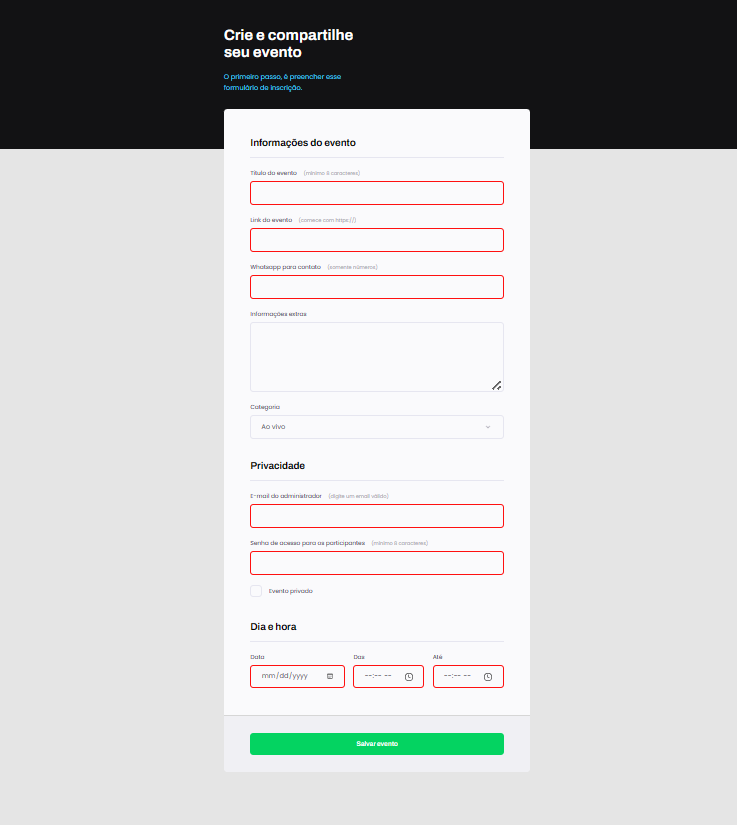 Crie e compartilhe
seu evento
O primeiro passo, é preencher esse
formulário de inscrição.
Informações do evento
Título do evento (mínimo 8 caracteres)
Link do evento (comece com https://)
Whatsapp para contato (somente números)
Informações extras
Categoria
Ao vivo
Privacidade
E-mail do administrador (digite um email válido)
Senha de acesso para os participantes (mínimo 8 caracteres)
Evento privado
Dia e hora
Data Das Até
mm/dd/yyyy --:-- -- --:-- --
Salvar evento